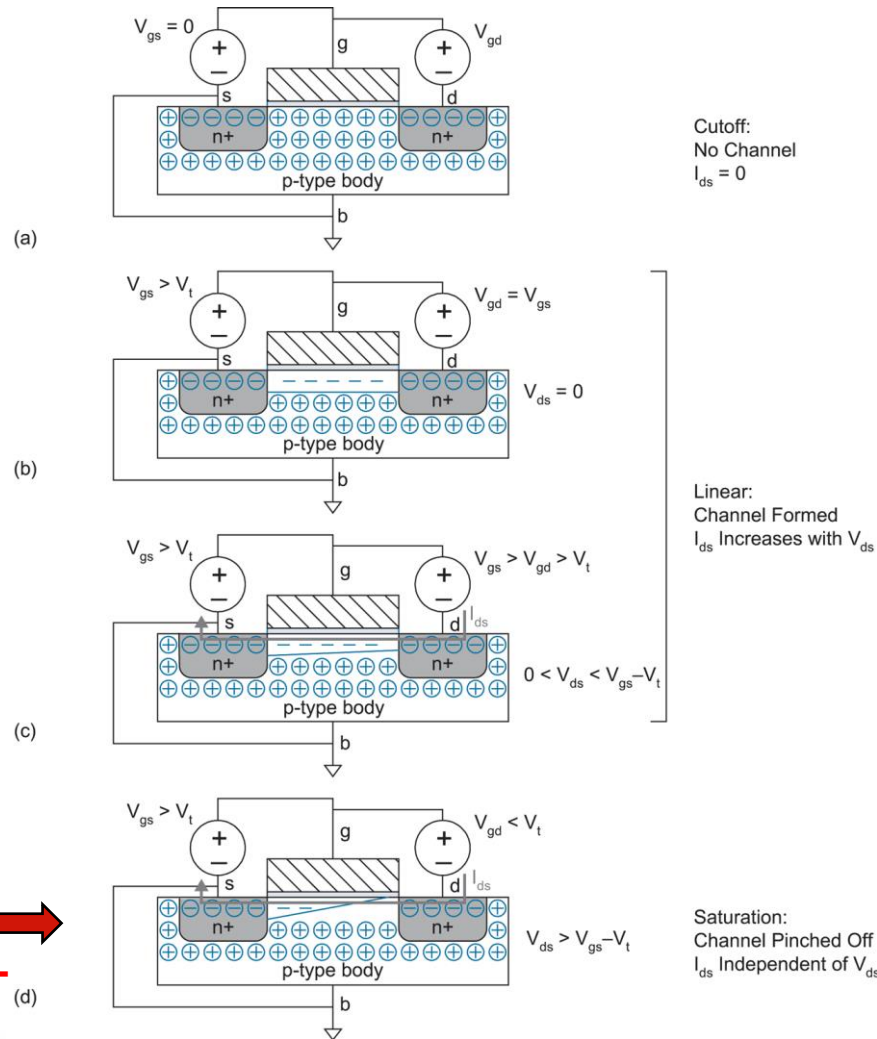 V_gs = 0
g
V_gd
+ −
+ −
s
d
n+
n+
p-type body
b
Cutoff:
No Channel
I_ds = 0
(a)
V_gs > V_t
g
V_gd = V_gs
+ −
+ −
s
d
n+
n+
V_ds = 0
p-type body
b
(b)
Linear:
Channel Formed
I_ds Increases with V_ds
V_gs > V_t
g
V_gs > V_gd > V_t
+ −
+ −
s
d
I_ds
n+
n+
0 < V_ds < V_gs–V_t
p-type body
b
(c)
V_gs > V_t
g
V_gd < V_t
+ −
+ −
s
d
I_ds
n+
n+
V_ds > V_gs–V_t
p-type body
b
Saturation:
Channel Pinched Off
I_ds Independent of V_ds
(d)